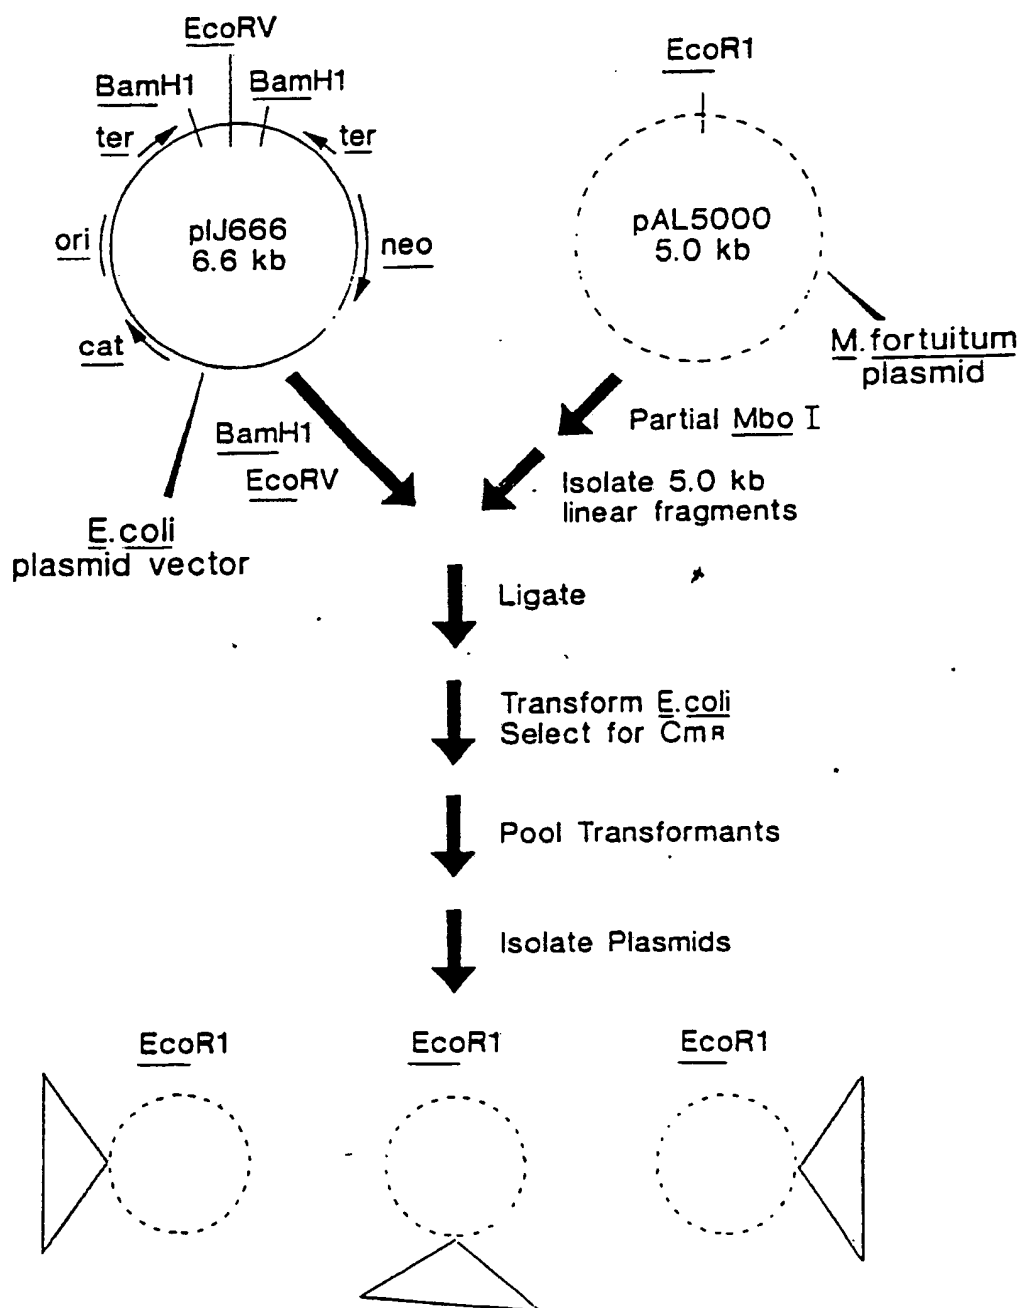 EcoRV
BamH1
BamH1
ter
ter
ori
pIJ666
6.6 kb
neo
cat
E.coli
plasmid vector
EcoR1
pAL5000
5.0 kb
M.fortuitum
plasmid
BamH1
EcoRV
Partial Mbo I
Isolate 5.0 kb
linear fragments
Ligate
Transform E.coli
Select for CmR
Pool Transformants
Isolate Plasmids
EcoR1
EcoR1
EcoR1